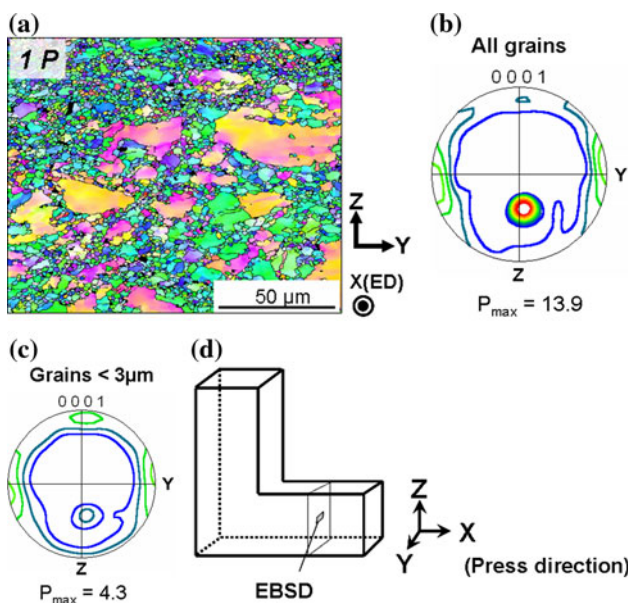 (a)
1 P
Z
Y
X(ED)
50 µm
(b)
All grains
0 0 0 1
Y
Z
Pmax = 13.9
(c)
Grains < 3µm
0 0 0 1
Y
Z
Pmax = 4.3
(d)
EBSD
Z
X
Y
(Press direction)